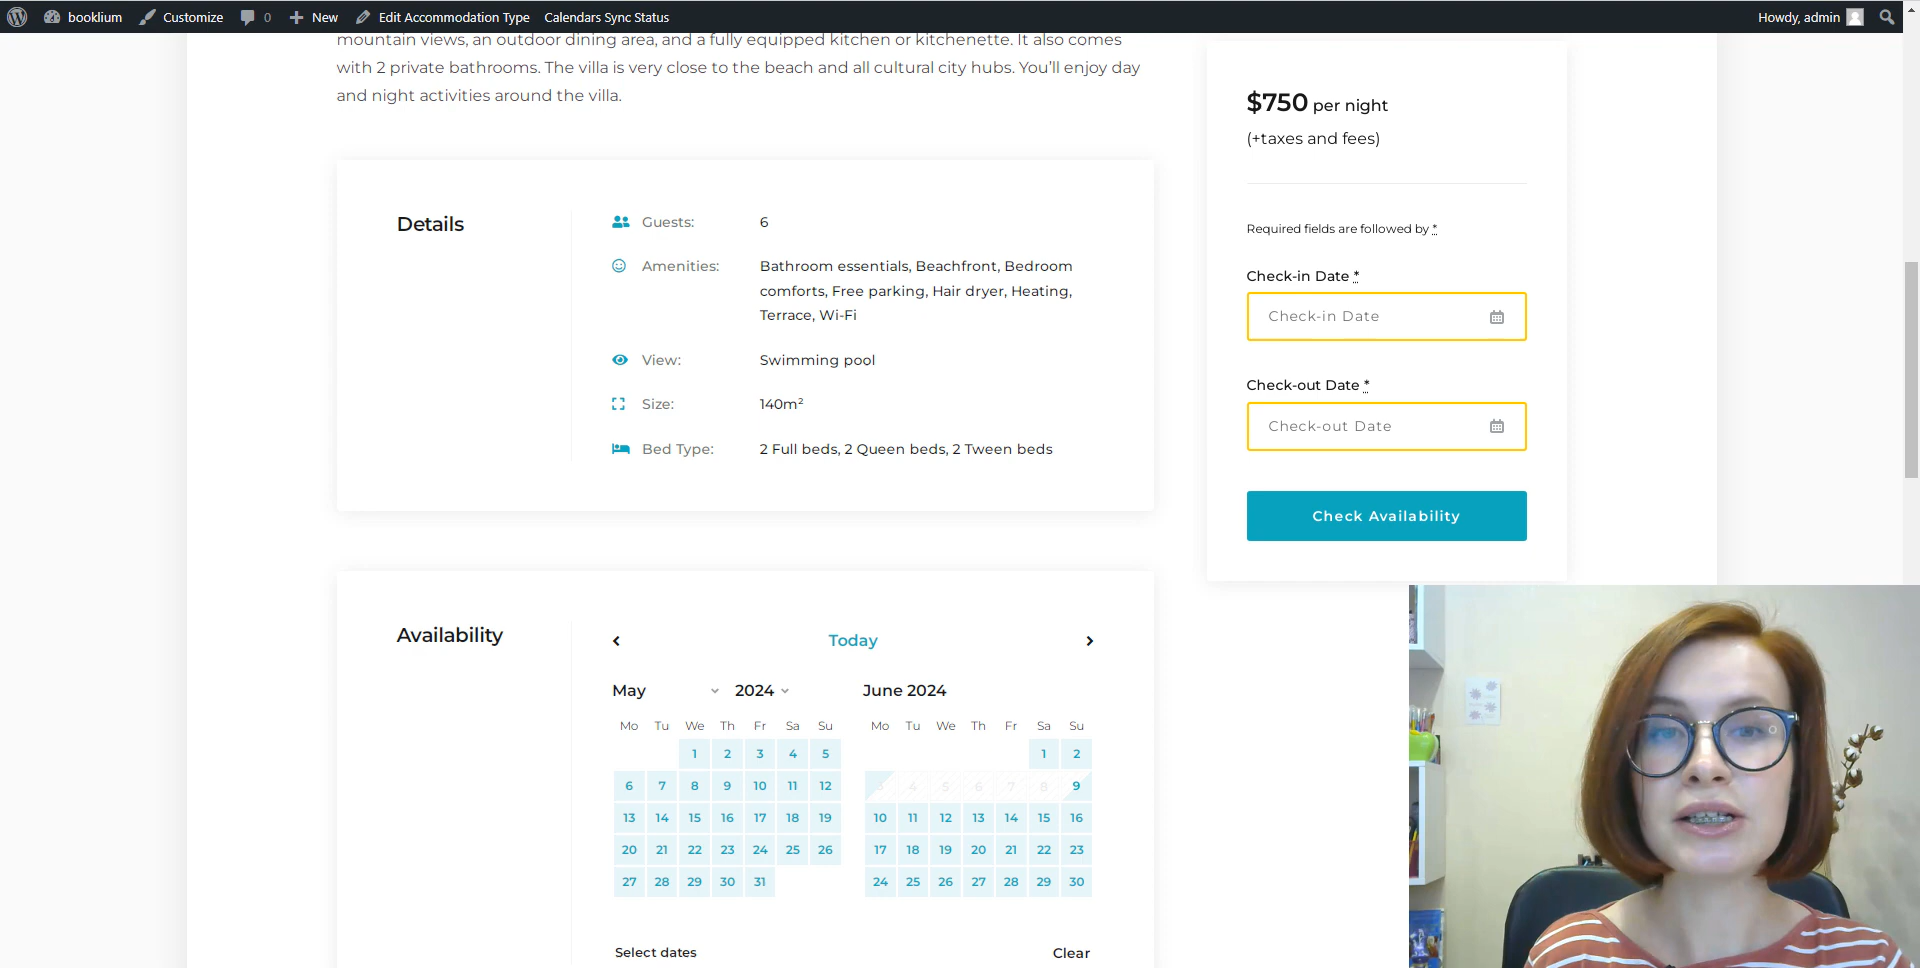 booklium Customize 0 New Edit Accommodation Type Calendars Sync Status Howdy, admin
mountain views, an outdoor dining area, and a fully equipped kitchen or kitchenette. It also comes
with 2 private bathrooms. The villa is very close to the beach and all cultural city hubs. You’ll enjoy day
and night activities around the villa.
$750 per night
(+taxes and fees)
Required fields are followed by *
Check-in Date *
Check-in Date
Check-out Date *
Check-out Date
Check Availability
Details
Guests: 6
Amenities: Bathroom essentials, Beachfront, Bedroom
comforts, Free parking, Hair dryer, Heating,
Terrace, Wi-Fi
View: Swimming pool
Size: 140m²
Bed Type: 2 Full beds, 2 Queen beds, 2 Tween beds
Availability
Today
May 2024 June 2024
Mo Tu We Th Fr Sa Su Mo Tu We Th Fr Sa Su
1 2 3 4 5 1 2
6 7 8 9 10 11 12 4 5 6 7 8 9
13 14 15 16 17 18 19 10 11 12 13 14 15 16
20 21 22 23 24 25 26 17 18 19 20 21 22 23
27 28 29 30 31 24 25 26 27 28 29 30
Select dates Clear